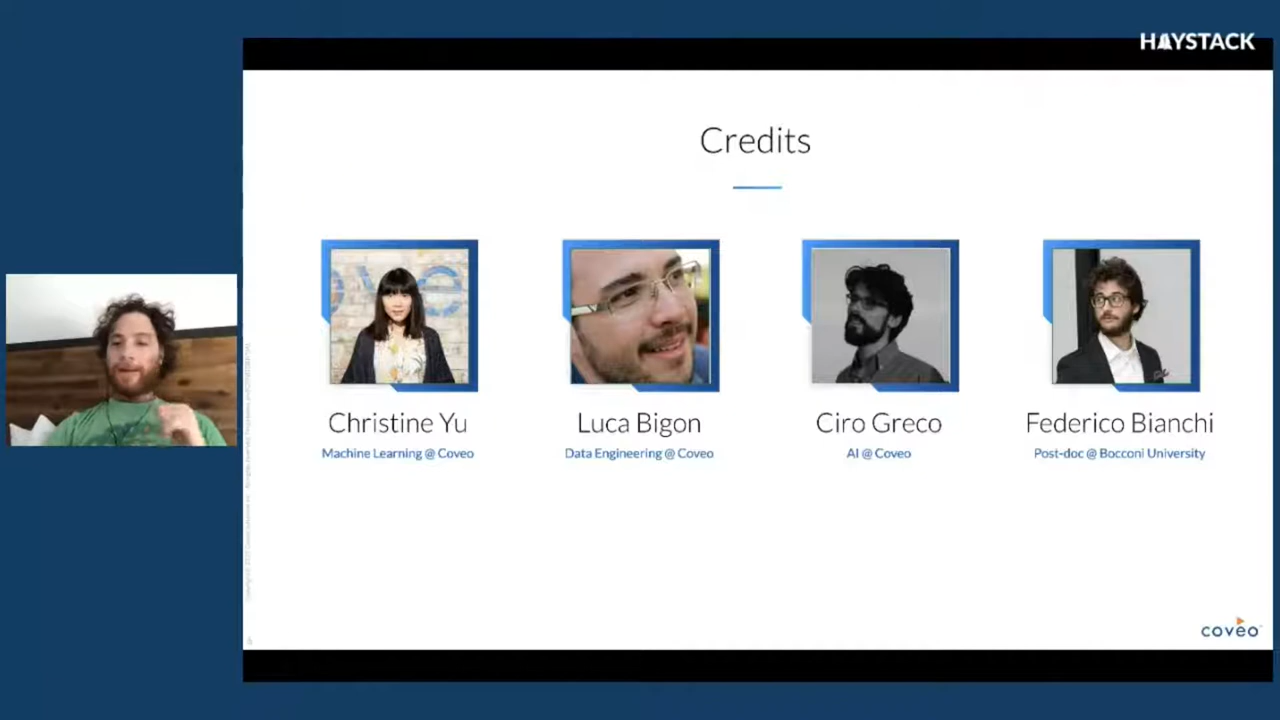 HAYSTACK
Credits
Christine Yu
Machine Learning @ Coveo
Luca Bigon
Data Engineering @ Coveo
Ciro Greco
AI @ Coveo
Federico Bianchi
Post-doc @ Bocconi University
coveo™